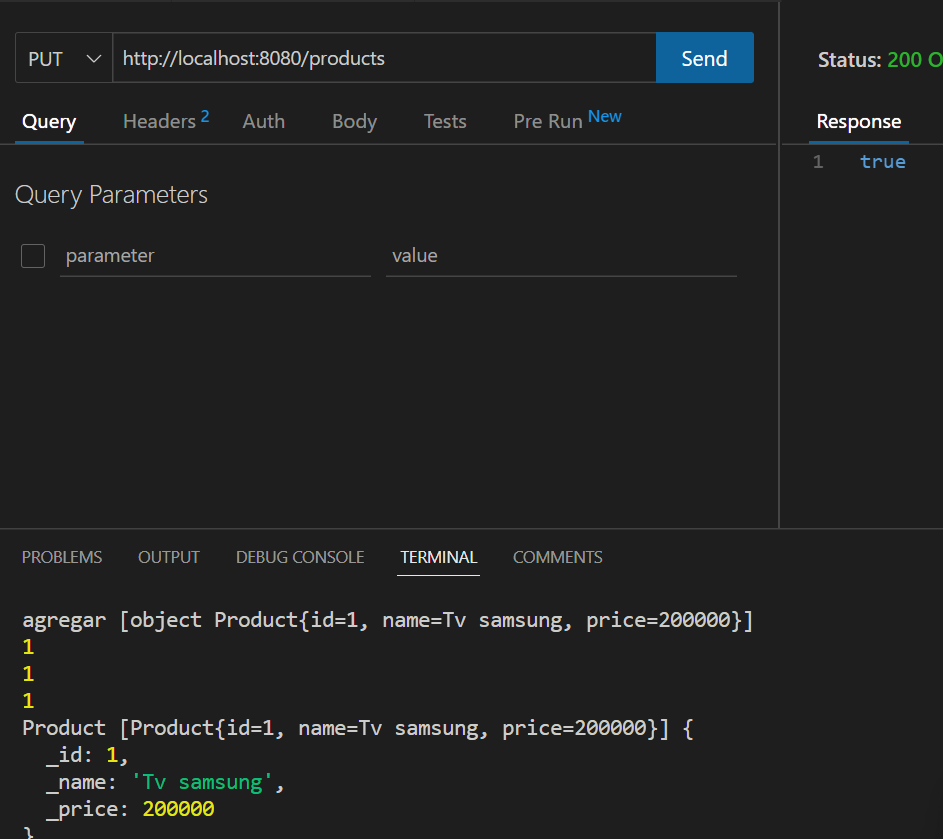 PUT http://localhost:8080/products Send
Status: 200 O
Query Headers 2 Auth Body Tests Pre Run New
Response
1 true
Query Parameters
parameter value
PROBLEMS OUTPUT DEBUG CONSOLE TERMINAL COMMENTS
agregar [object Product{id=1, name=Tv samsung, price=200000}]
1
1
1
Product [Product{id=1, name=Tv samsung, price=200000}] {
_id: 1,
_name: 'Tv samsung',
_price: 200000
}